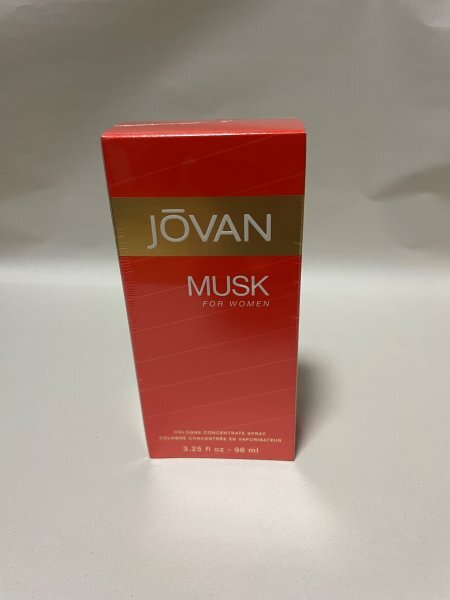 JŌVAN
MUSK
FOR WOMEN
COLOGNE CONCENTRATE SPRAY
COLOGNE CONCENTRÉE EN VAPORISATEUR
3.25 fl oz - 96 ml